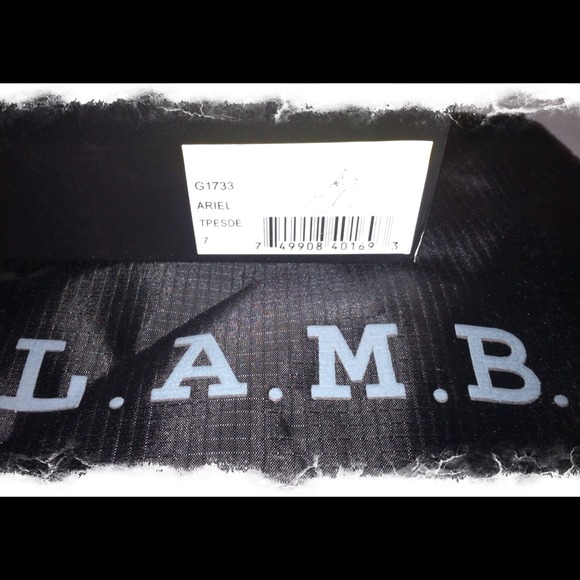 G1733
ARIEL
TPESDE
7
7 49908 40169 3
L.A.M.B.